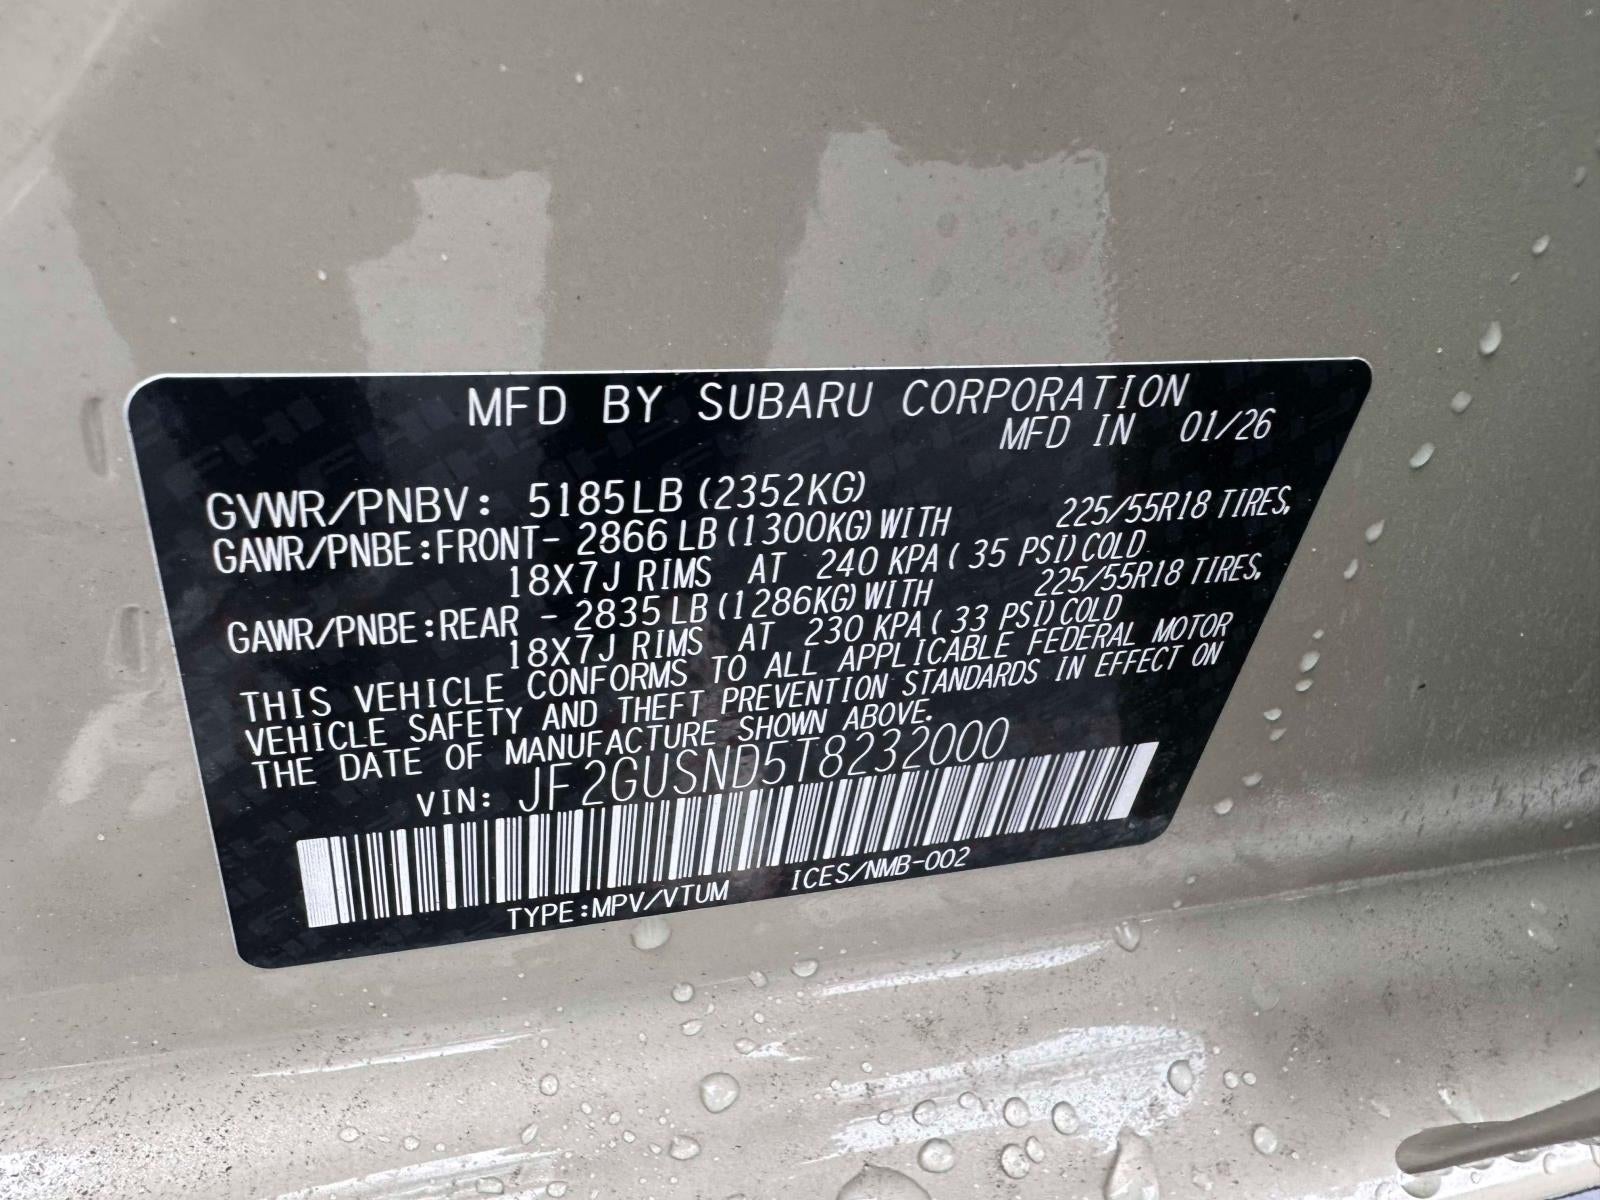 MFD BY SUBARU CORPORATION
MFD IN 01/26
GVWR/PNBV: 5185LB (2352KG)
GAWR/PNBE:FRONT- 2866 LB (1300KG) WITH 225/55R18 TIRES,
18X7J RIMS AT 240 KPA ( 35 PSI) COLD
GAWR/PNBE:REAR - 2835 LB (1286KG) WITH 225/55R18 TIRES,
18X7J RIMS AT 230 KPA ( 33 PSI) COLD
THIS VEHICLE CONFORMS TO ALL APPLICABLE FEDERAL MOTOR
VEHICLE SAFETY AND THEFT PREVENTION STANDARDS IN EFFECT ON
THE DATE OF MANUFACTURE SHOWN ABOVE.
VIN: JF2GUSND5T8232000
TYPE:MPV/VTUM ICES/NMB-002